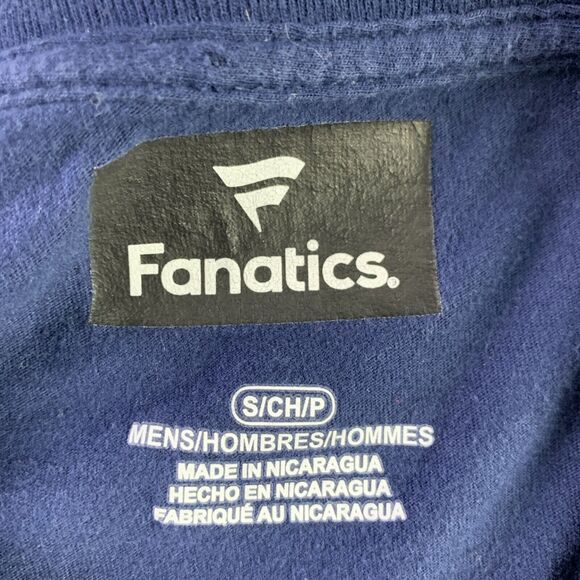 Fanatics.
S/CH/P
MENS/HOMBRES/HOMMES
MADE IN NICARAGUA
HECHO EN NICARAGUA
FABRIQUÉ AU NICARAGUA